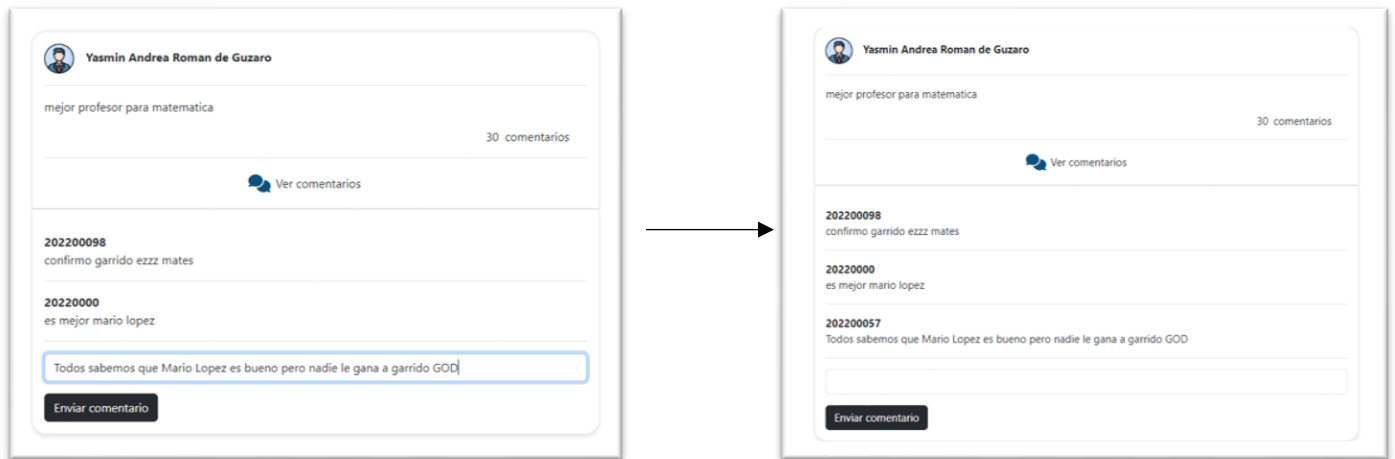 Yasmin Andrea Roman de Guzaro
mejor profesor para matematica
30 comentarios
Ver comentarios
202200098
confirmo garrido ezzz mates
20220000
es mejor mario lopez
Todos sabemos que Mario Lopez es bueno pero nadie le gana a garrido GOD
Enviar comentario
Yasmin Andrea Roman de Guzaro
mejor profesor para matematica
30 comentarios
Ver comentarios
202200098
confirmo garrido ezzz mates
20220000
es mejor mario lopez
202200057
Todos sabemos que Mario Lopez es bueno pero nadie le gana a garrido GOD
Enviar comentario